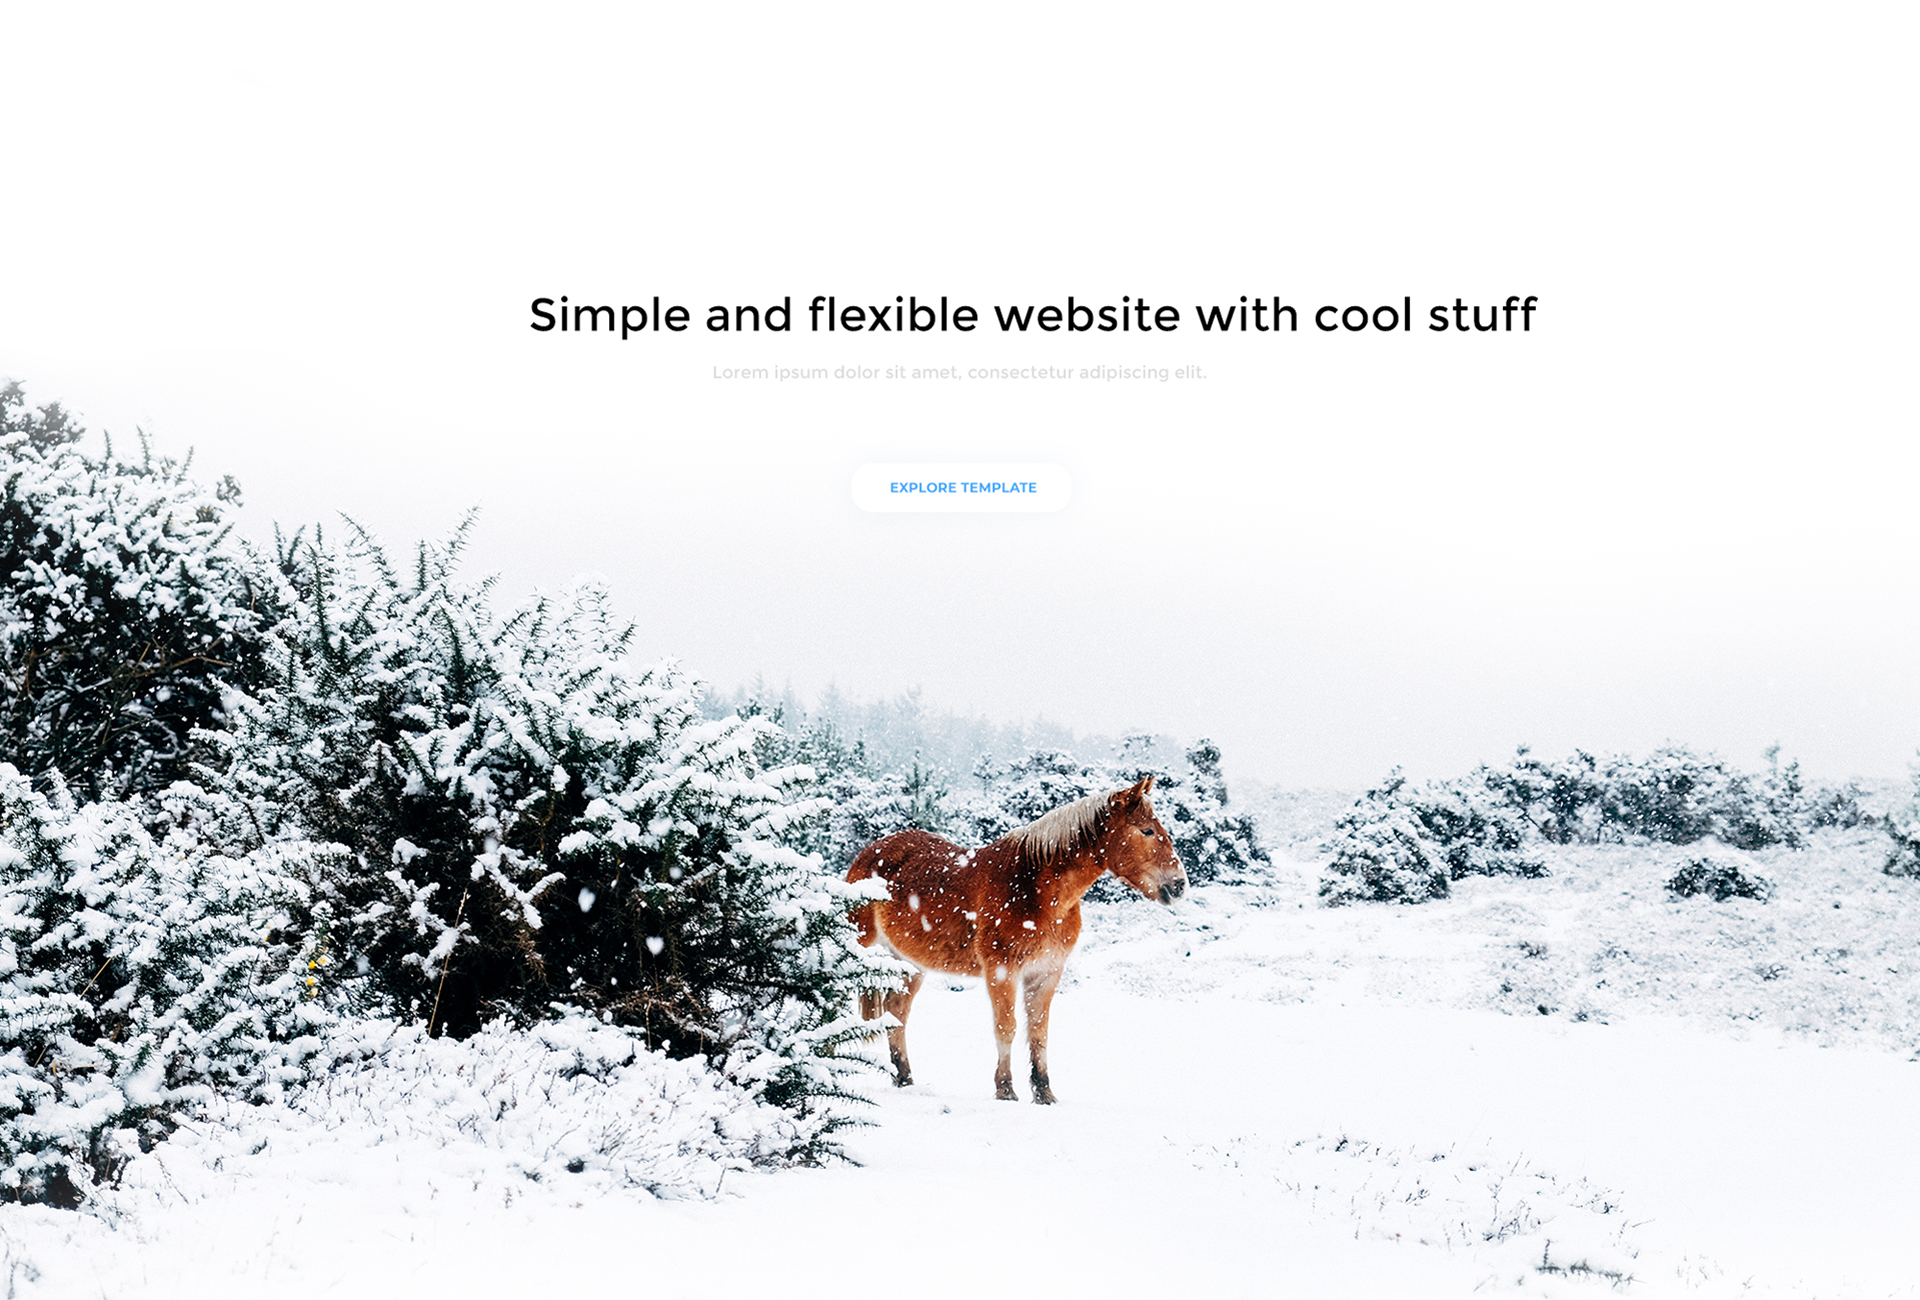 Simple and flexible website with cool stuff
Lorem ipsum dolor sit amet, consectetur adipiscing elit.
EXPLORE TEMPLATE